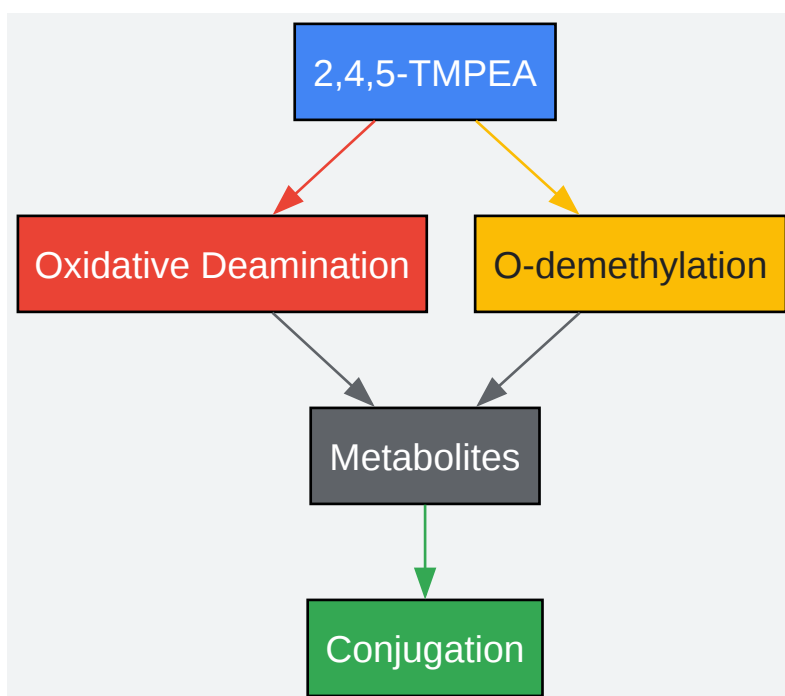 2,4,5-TMPEA
Oxidative Deamination
O-demethylation
Metabolites
Conjugation